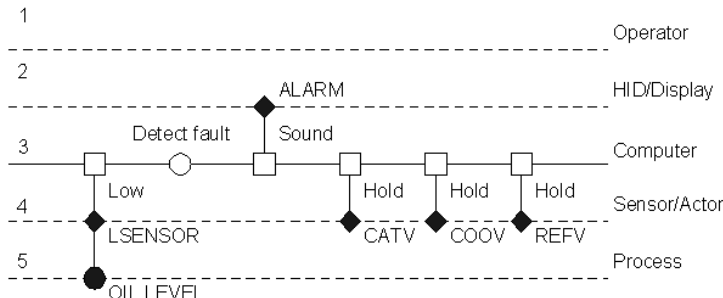 1
Operator
2
ALARM
HID/Display
Detect fault
Sound
3
Computer
Low
Hold
Hold
Hold
Sensor/Actor
4
LSENSOR
CATV
COOV
REFV
5
Process
OIL LEVEL